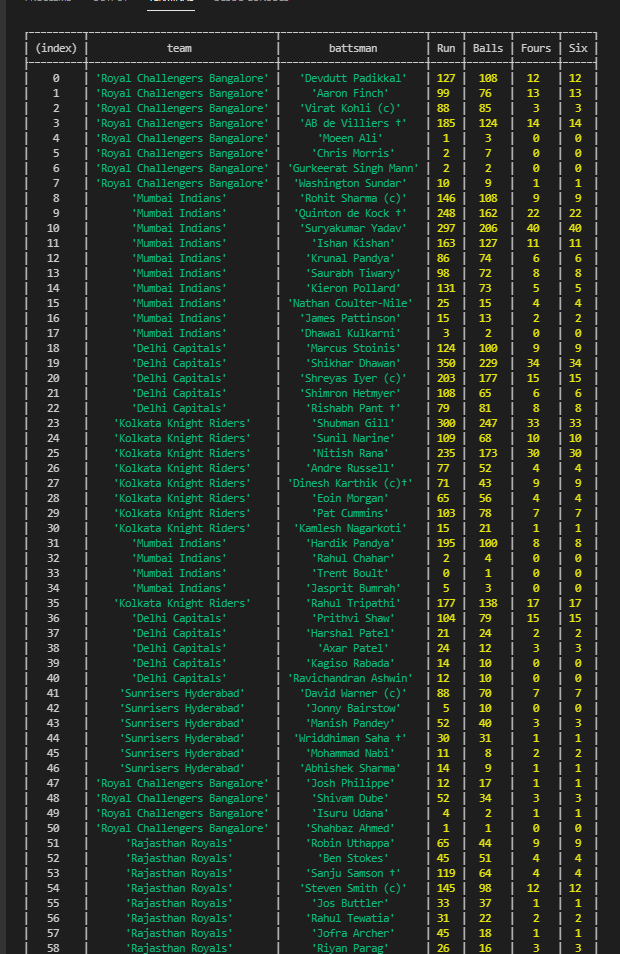 (index) team battsman Run Balls Fours Six
0 'Royal Challengers Bangalore' 'Devdutt Padikkal' 127 108 12 12
1 'Royal Challengers Bangalore' 'Aaron Finch' 99 76 13 13
2 'Royal Challengers Bangalore' 'Virat Kohli (c)' 88 85 3 3
3 'Royal Challengers Bangalore' 'AB de Villiers †' 185 124 14 14
4 'Royal Challengers Bangalore' 'Moeen Ali' 1 3 0 0
5 'Royal Challengers Bangalore' 'Chris Morris' 2 7 0 0
6 'Royal Challengers Bangalore' 'Gurkeerat Singh Mann' 2 2 0 0
7 'Royal Challengers Bangalore' 'Washington Sundar' 10 9 1 1
8 'Mumbai Indians' 'Rohit Sharma (c)' 146 108 9 9
9 'Mumbai Indians' 'Quinton de Kock †' 248 162 22 22
10 'Mumbai Indians' 'Suryakumar Yadav' 297 206 40 40
11 'Mumbai Indians' 'Ishan Kishan' 163 127 11 11
12 'Mumbai Indians' 'Krunal Pandya' 86 74 6 6
13 'Mumbai Indians' 'Saurabh Tiwary' 98 72 8 8
14 'Mumbai Indians' 'Kieron Pollard' 131 73 5 5
15 'Mumbai Indians' 'Nathan Coulter-Nile' 25 15 4 4
16 'Mumbai Indians' 'James Pattinson' 15 13 2 2
17 'Mumbai Indians' 'Dhawal Kulkarni' 3 2 0 0
18 'Delhi Capitals' 'Marcus Stoinis' 124 100 9 9
19 'Delhi Capitals' 'Shikhar Dhawan' 350 229 34 34
20 'Delhi Capitals' 'Shreyas Iyer (c)' 203 177 15 15
21 'Delhi Capitals' 'Shimron Hetmyer' 108 65 6 6
22 'Delhi Capitals' 'Rishabh Pant †' 79 81 8 8
23 'Kolkata Knight Riders' 'Shubman Gill' 300 247 33 33
24 'Kolkata Knight Riders' 'Sunil Narine' 109 68 10 10
25 'Kolkata Knight Riders' 'Nitish Rana' 235 173 30 30
26 'Kolkata Knight Riders' 'Andre Russell' 77 52 4 4
27 'Kolkata Knight Riders' 'Dinesh Karthik (c)†' 71 43 9 9
28 'Kolkata Knight Riders' 'Eoin Morgan' 65 56 4 4
29 'Kolkata Knight Riders' 'Pat Cummins' 103 78 7 7
30 'Kolkata Knight Riders' 'Kamlesh Nagarkoti' 15 21 1 1
31 'Mumbai Indians' 'Hardik Pandya' 195 100 8 8
32 'Mumbai Indians' 'Rahul Chahar' 2 4 0 0
33 'Mumbai Indians' 'Trent Boult' 0 1 0 0
34 'Mumbai Indians' 'Jasprit Bumrah' 5 3 0 0
35 'Kolkata Knight Riders' 'Rahul Tripathi' 177 138 17 17
36 'Delhi Capitals' 'Prithvi Shaw' 104 79 15 15
37 'Delhi Capitals' 'Harshal Patel' 21 24 2 2
38 'Delhi Capitals' 'Axar Patel' 24 12 3 3
39 'Delhi Capitals' 'Kagiso Rabada' 14 10 0 0
40 'Delhi Capitals' 'Ravichandran Ashwin' 12 10 0 0
41 'Sunrisers Hyderabad' 'David Warner (c)' 88 70 7 7
42 'Sunrisers Hyderabad' 'Jonny Bairstow' 5 10 0 0
43 'Sunrisers Hyderabad' 'Manish Pandey' 52 40 3 3
44 'Sunrisers Hyderabad' 'Wriddhiman Saha †' 30 31 1 1
45 'Sunrisers Hyderabad' 'Mohammad Nabi' 11 8 2 2
46 'Sunrisers Hyderabad' 'Abhishek Sharma' 14 9 1 1
47 'Royal Challengers Bangalore' 'Josh Philippe' 12 17 1 1
48 'Royal Challengers Bangalore' 'Shivam Dube' 52 34 3 3
49 'Royal Challengers Bangalore' 'Isuru Udana' 4 2 1 1
50 'Royal Challengers Bangalore' 'Shahbaz Ahmed' 1 1 0 0
51 'Rajasthan Royals' 'Robin Uthappa' 65 44 9 9
52 'Rajasthan Royals' 'Ben Stokes' 45 51 4 4
53 'Rajasthan Royals' 'Sanju Samson †' 119 64 4 4
54 'Rajasthan Royals' 'Steven Smith (c)' 145 98 12 12
55 'Rajasthan Royals' 'Jos Buttler' 33 37 1 1
56 'Rajasthan Royals' 'Rahul Tewatia' 31 22 2 2
57 'Rajasthan Royals' 'Jofra Archer' 45 18 1 1
58 'Rajasthan Royals' 'Riyan Parag' 26 16 3 3